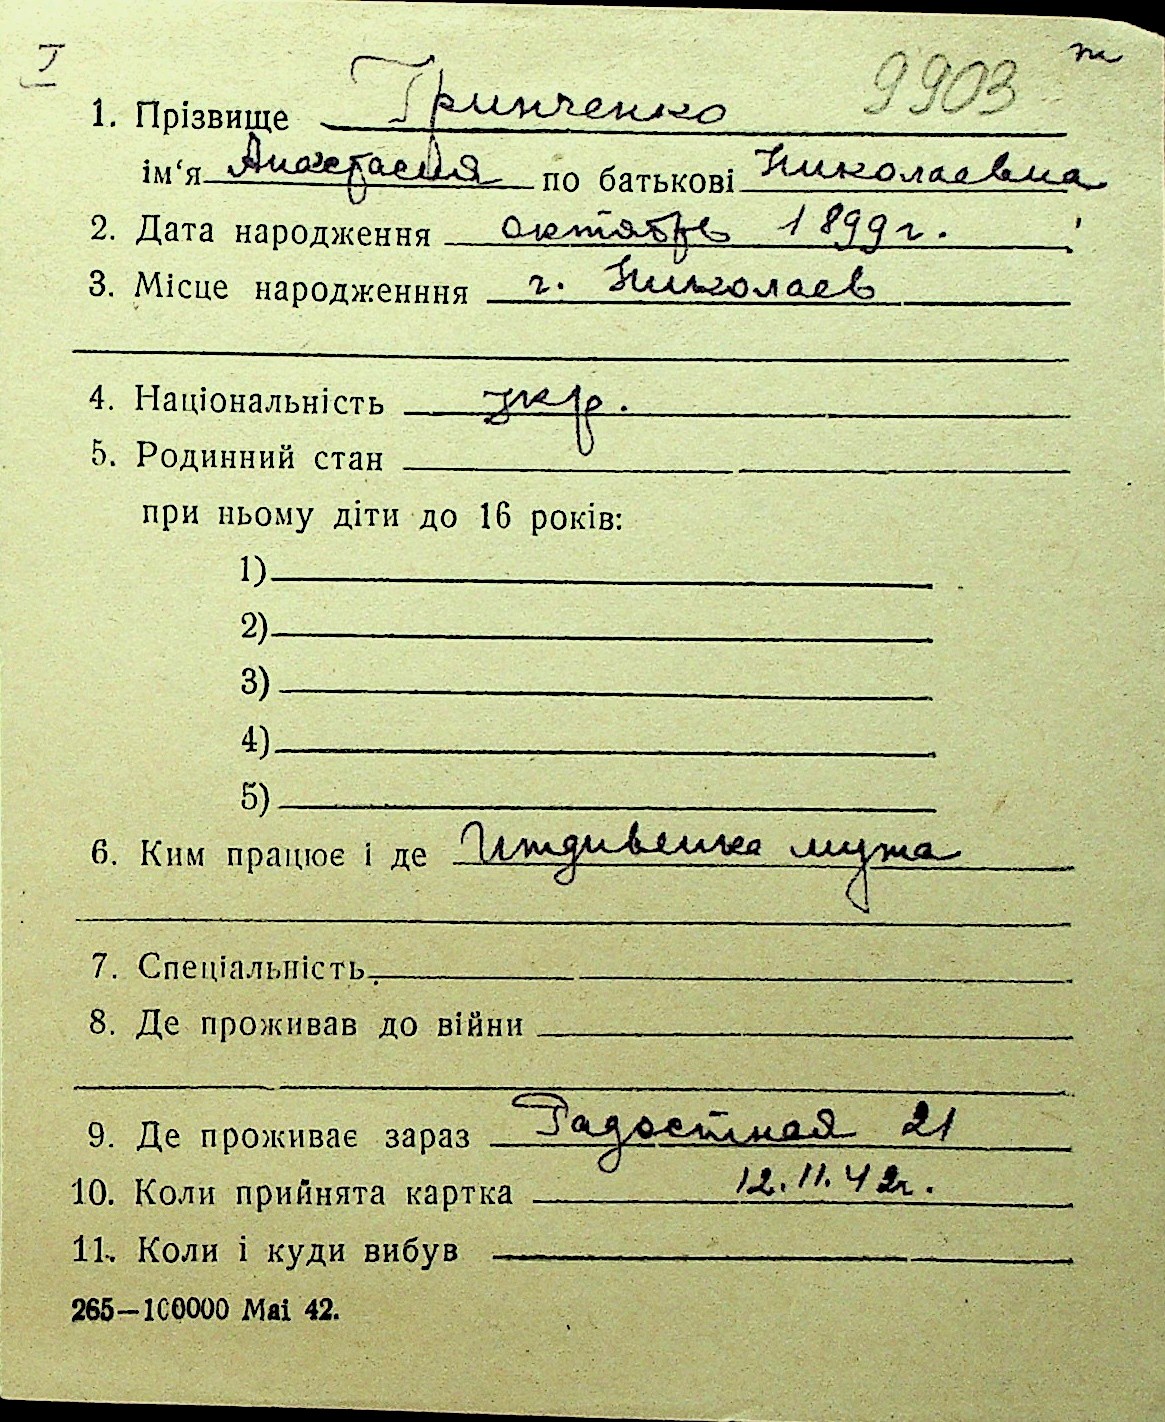 I 9903 т
1. Прізвище Гринченко
ім‘я Анастасия по батькові Николаевна
2. Дата народження октябрь 1899 г.
3. Місце народженння г. Николаев
4. Національність укр.
5. Родинний стан
при ньому діти до 16 років:
1)
2)
3)
4)
5)
6. Ким працює і де Иждивенка мужа
7. Спеціальність
8. Де проживав до війни
9. Де проживає зараз Радостная 21
10. Коли прийнята картка 12.11.42г.
11. Коли і куди вибув
265—100000 Mai 42.